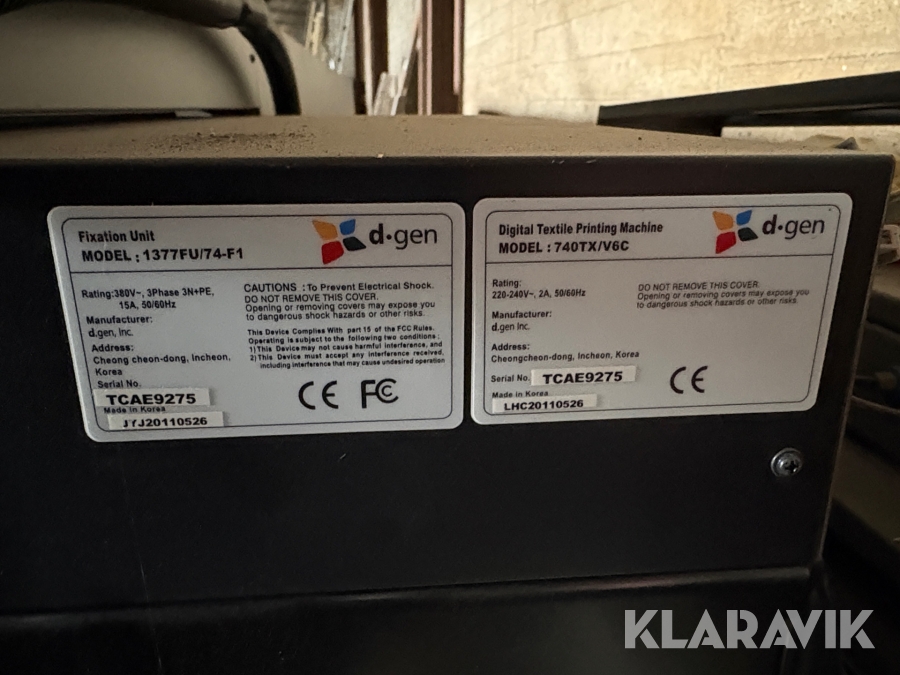 Fixation Unit
MODEL : 1377FU/74-F1
d·gen
Rating:380V~, 3Phase 3N+PE,
15A, 50/60Hz
Manufacturer:
d.gen, Inc.
Address:
Cheong cheon-dong, Incheon,
Korea
Serial No.
TCAE9275
Made in Korea
JYJ20110526
CAUTIONS : To Prevent Electrical Shock.
DO NOT REMOVE THIS COVER.
Opening or removing covers may expose you
to dangerous shock hazards or other risks.
This Device Complies With part 15 of the FCC Rules.
Operating is subject to the following two conditions ;
1)This Device may not cause harmful interference, and
2)This Device must accept any interference received,
including interference that may cause undesired operation
CE FC
Digital Textile Printing Machine
MODEL : 740TX/V6C
d·gen
Rating:
220-240V~, 2A, 50/60Hz
Manufacturer:
d.gen, Inc.
Address:
Cheongcheon-dong, Incheon, Korea
Serial No. TCAE9275
Made in Korea
LHC20110526
DO NOT REMOVE THIS COVER.
Opening or removing covers may expose you
to dangerous shock hazards or other risks.
CE
KLARAVIK